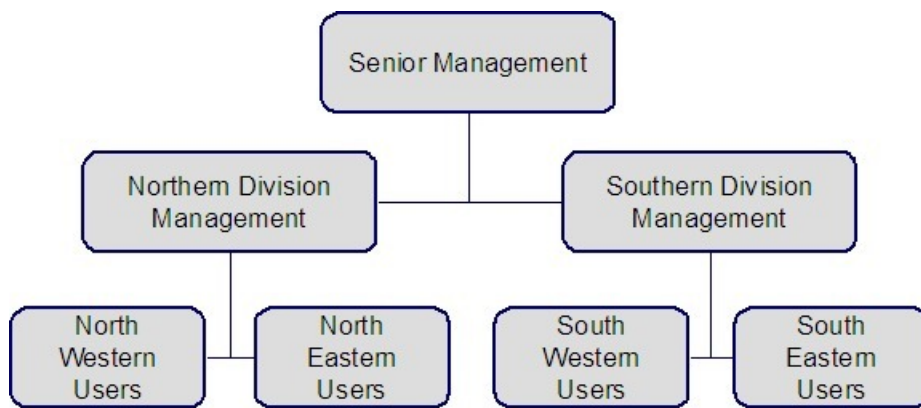 Senior Management
Northern Division
Management
Southern Division
Management
North
Western
Users
North
Eastern
Users
South
Western
Users
South
Eastern
Users